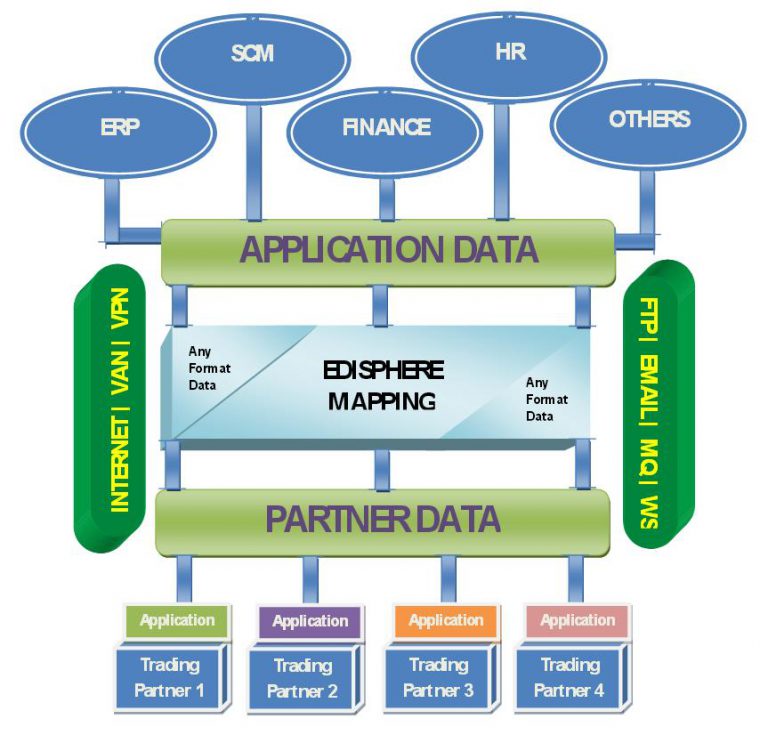 SCM
HR
ERP
FINANCE
OTHERS
APPLICATION DATA
INTERNET | VAN | VPN
FTP | EMAIL | MQ | WS
Any
Format
Data
EDISPHERE
MAPPING
Any
Format
Data
PARTNER DATA
Application
Application
Application
Application
Trading
Partner 1
Trading
Partner 2
Trading
Partner 3
Trading
Partner 4